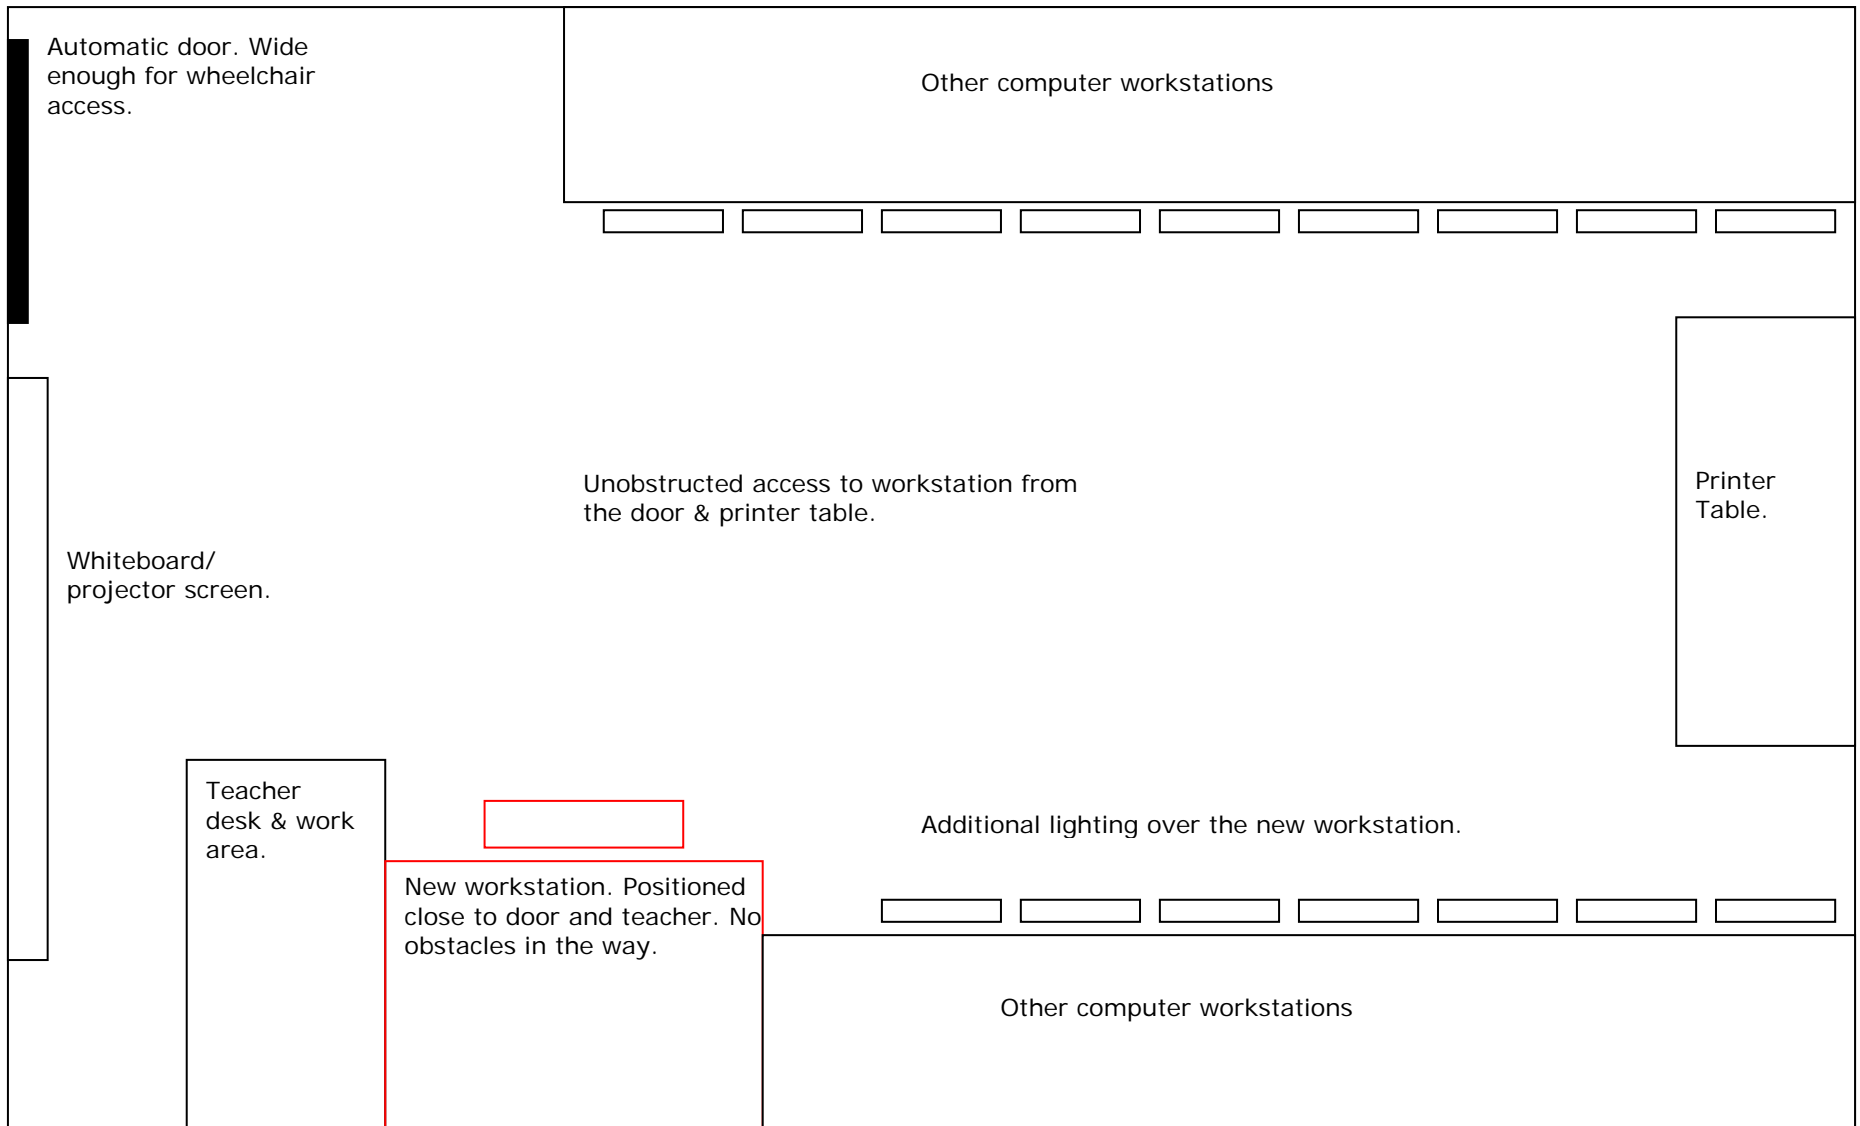 Automatic door. Wide
enough for wheelchair
access.
Other computer workstations
Unobstructed access to workstation from
the door & printer table.
Printer
Table.
Whiteboard/
projector screen.
Teacher
desk & work
area.
Additional lighting over the new workstation.
New workstation. Positioned
close to door and teacher. No
obstacles in the way.
Other computer workstations